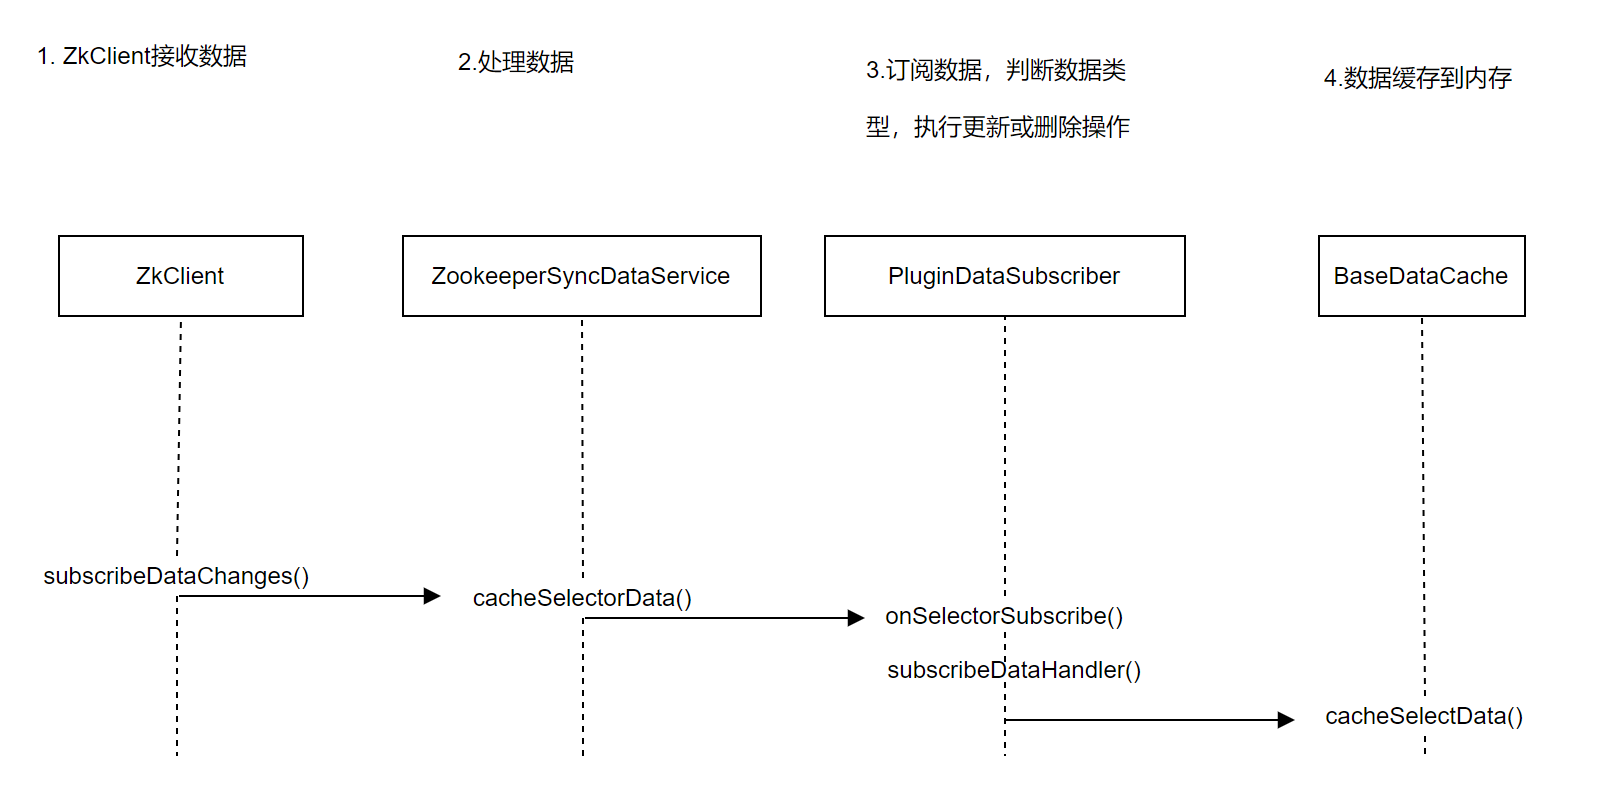 1. ZkClient接收数据
2.处理数据
3.订阅数据，判断数据类
型，执行更新或删除操作
4.数据缓存到内存
ZkClient
ZookeeperSyncDataService
PluginDataSubscriber
BaseDataCache
subscribeDataChanges()
cacheSelectorData()
onSelectorSubscribe()
subscribeDataHandler()
cacheSelectData()